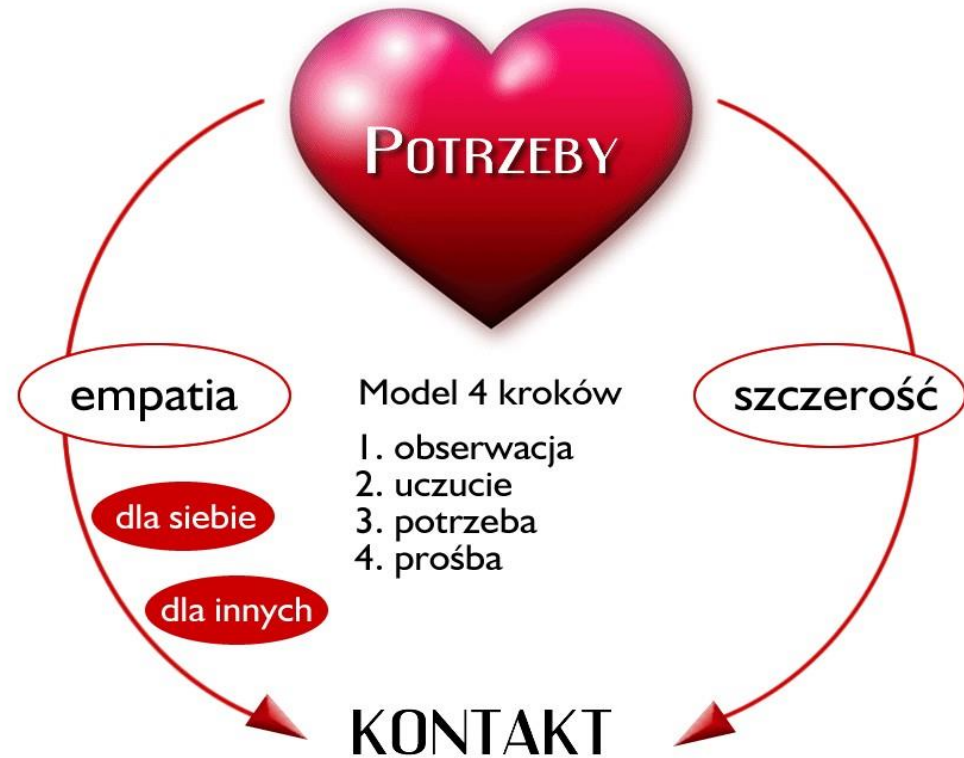 POTRZEBY
empatia
szczerość
Model 4 kroków
1. obserwacja
2. uczucie
3. potrzeba
4. prośba
dla siebie
dla innych
KONTAKT